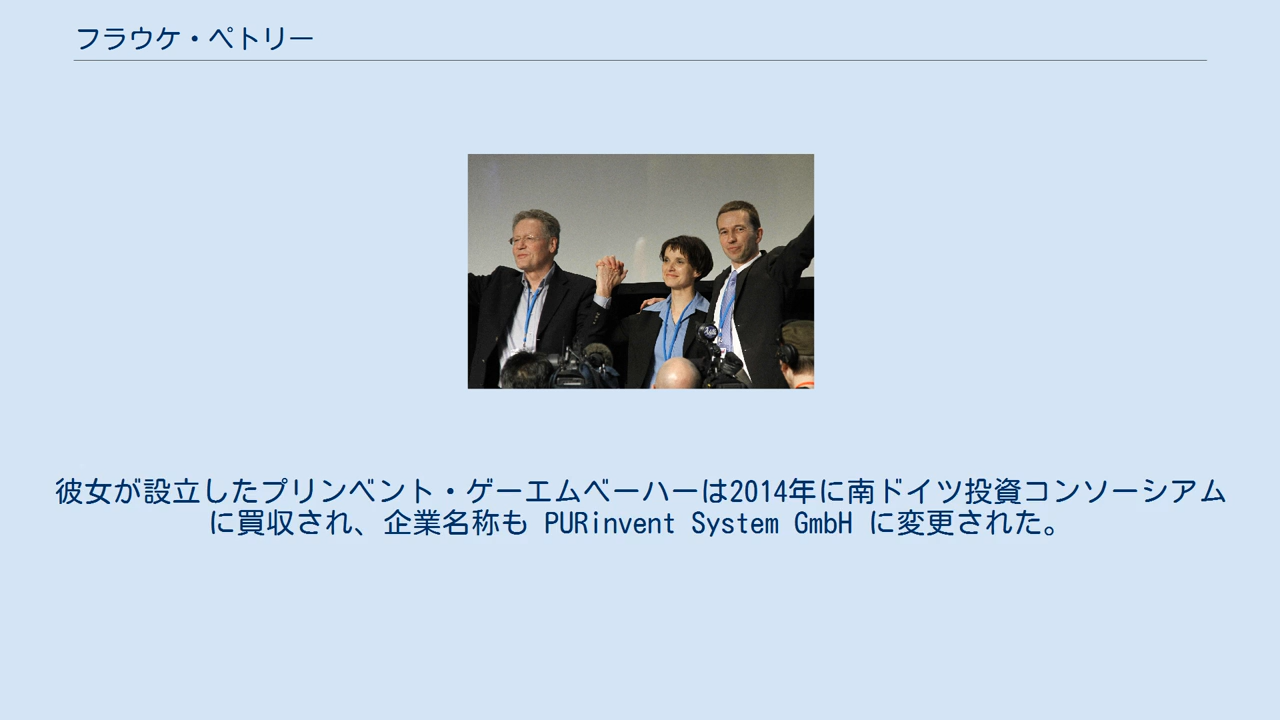 フラウケ・ペトリー
彼女が設立したプリンベント・ゲーエムベーハーは2014年に南ドイツ投資コンソーシアム
に買収され、企業名称も PURinvent System GmbH に変更された。